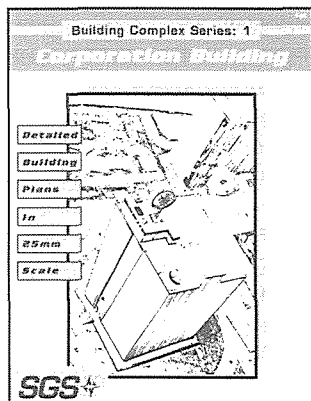 Building Complex Series: 1
Corporation Building
Detailed
Building
Plans
In
25mm
Scale
SGS